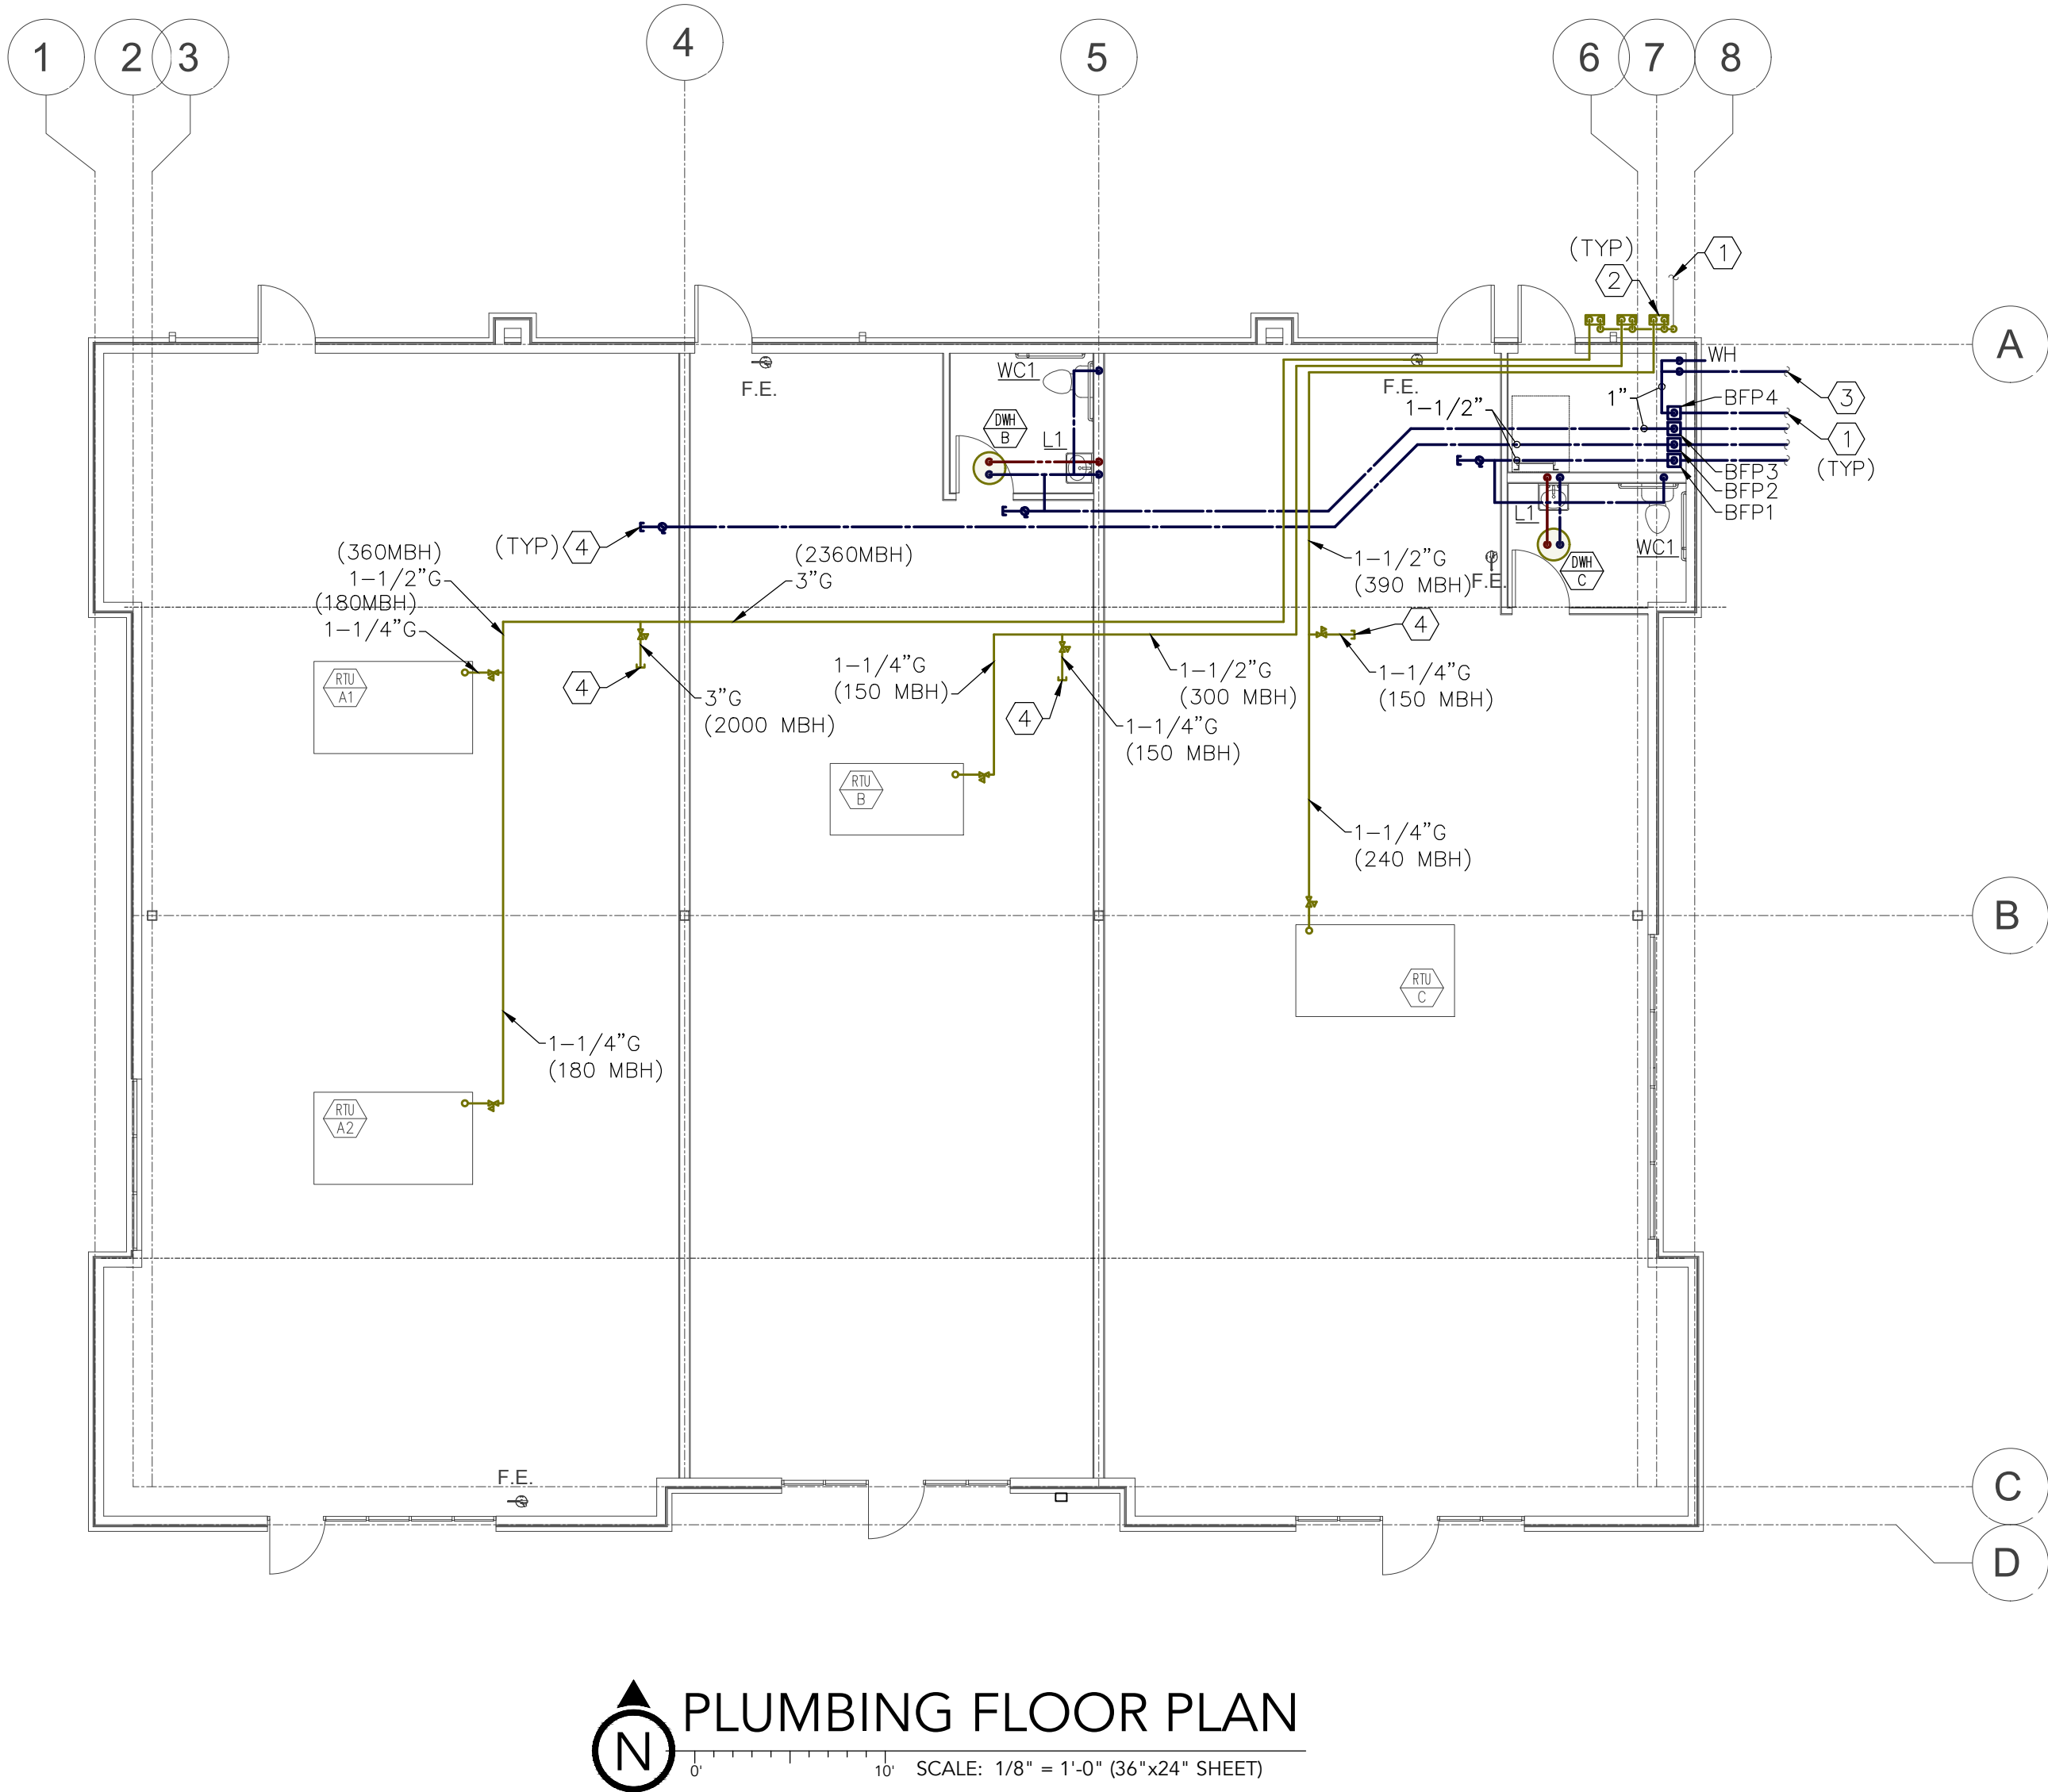 1
2
3
4
5
6
7
8
(TYP)
1
2
A
WH
WC1
F.E.
F.E.
3
1"
BFP4
1-1/2"
DWH
B
L1
1
(TYP)
BFP3
BFP2
BFP1
L1
WC1
(TYP)
4
(360MBH)
1-1/2"G
(180MBH)
1-1/4"G
(2360MBH)
3"G
1-1/2"G
(390 MBH)
F.E.
DWH
C
4
RTU
A1
4
3"G
(2000 MBH)
1-1/4"G
(150 MBH)
4
1-1/2"G
(300 MBH)
1-1/4"G
(150 MBH)
1-1/4"G
(150 MBH)
RTU
B
1-1/4"G
(240 MBH)
B
RTU
C
1-1/4"G
(180 MBH)
RTU
A2
F.E.
C
D
N
PLUMBING FLOOR PLAN
0'
10'
SCALE: 1/8" = 1'-0" (36"x24" SHEET)